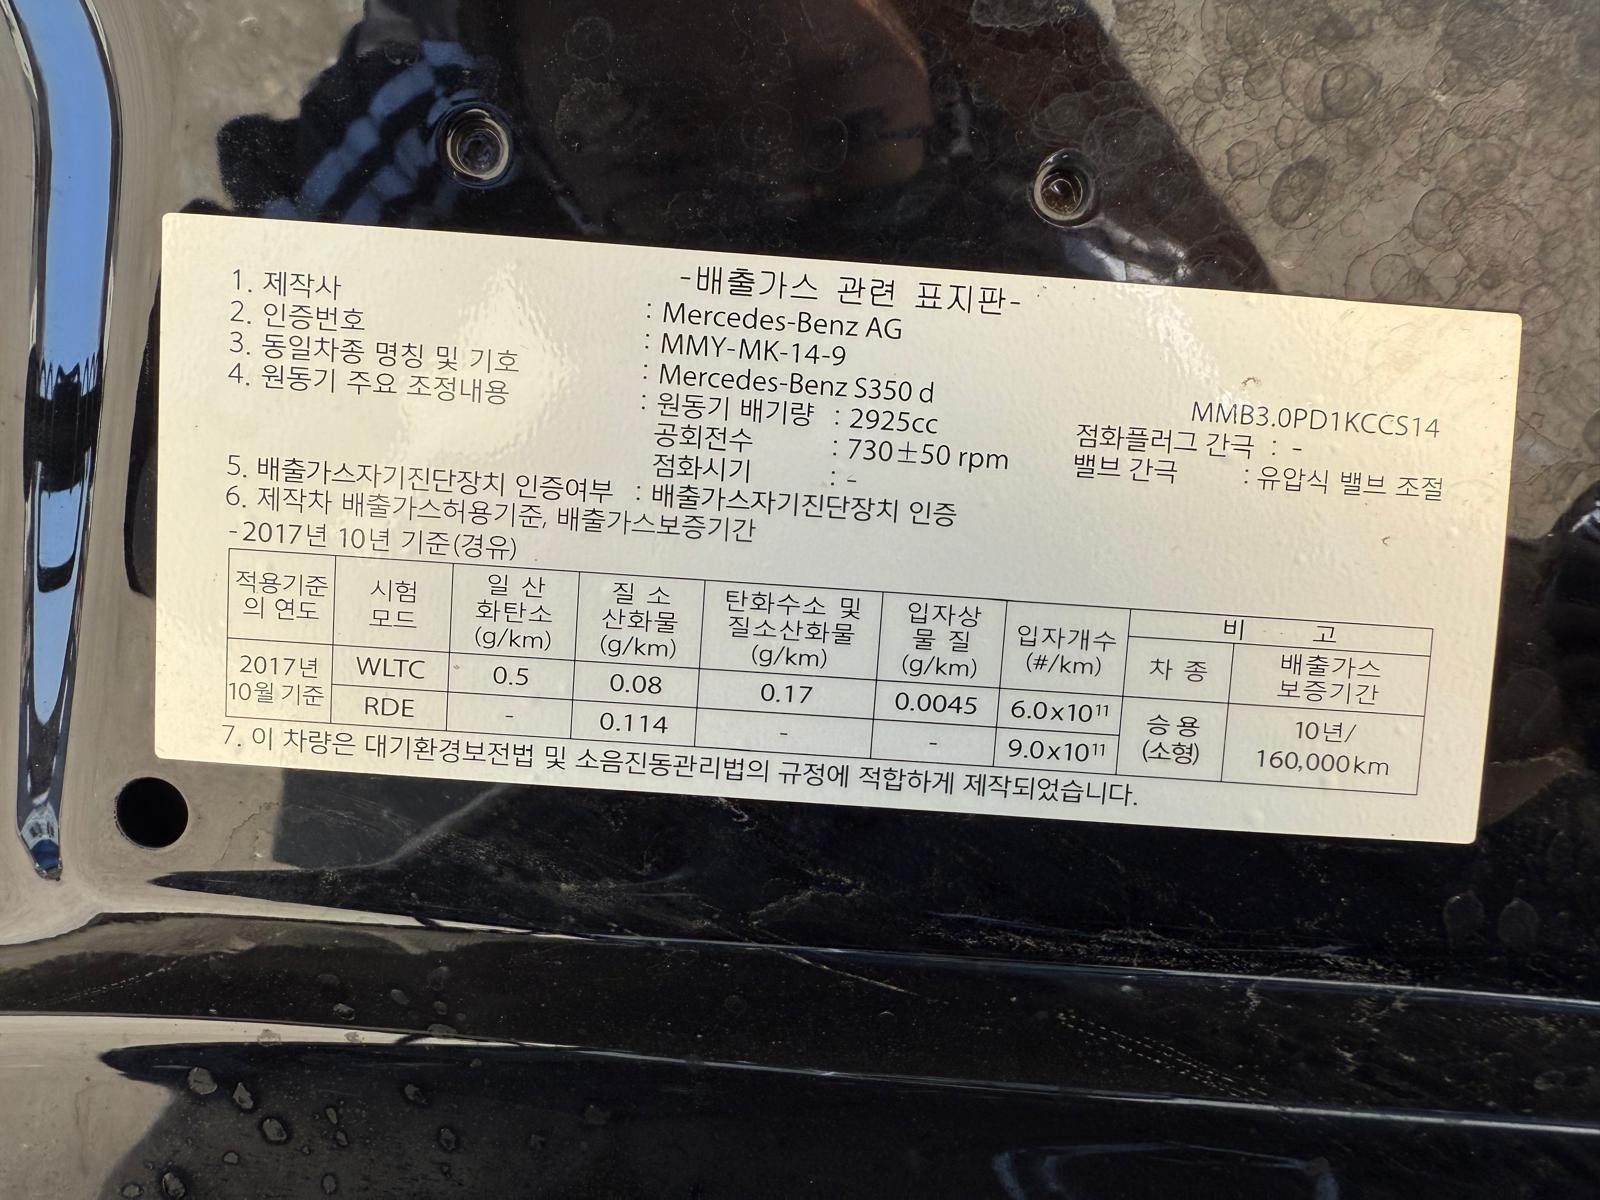 -배출가스 관련 표지판-
1. 제작사 : Mercedes-Benz AG
2. 인증번호 : MMY-MK-14-9
3. 동일차종 명칭 및 기호 : Mercedes-Benz S350 d MMB3.0PD1KCCS14
4. 원동기 주요 조정내용 : 원동기 배기량 : 2925cc 점화플러그 간극 : -
공회전수 : 730±50 rpm 밸브 간극 : 유압식 밸브 조절
점화시기 : -
5. 배출가스자기진단장치 인증여부 : 배출가스자기진단장치 인증
6. 제작차 배출가스허용기준, 배출가스보증기간
-2017년 10년 기준(경유)
적용기준의 연도 시험모드 일산화탄소 (g/km) 질소산화물 (g/km) 탄화수소 및 질소산화물 (g/km) 입자상물질 (g/km) 입자개수 (#/km) 비 고
차 종 배출가스 보증기간
2017년 10월 기준 WLTC 0.5 0.08 0.17 0.0045 6.0x10¹¹ 승용 (소형) 10년/ 160,000km
RDE - 0.114 - - 9.0x10¹¹
7. 이 차량은 대기환경보전법 및 소음진동관리법의 규정에 적합하게 제작되었습니다.